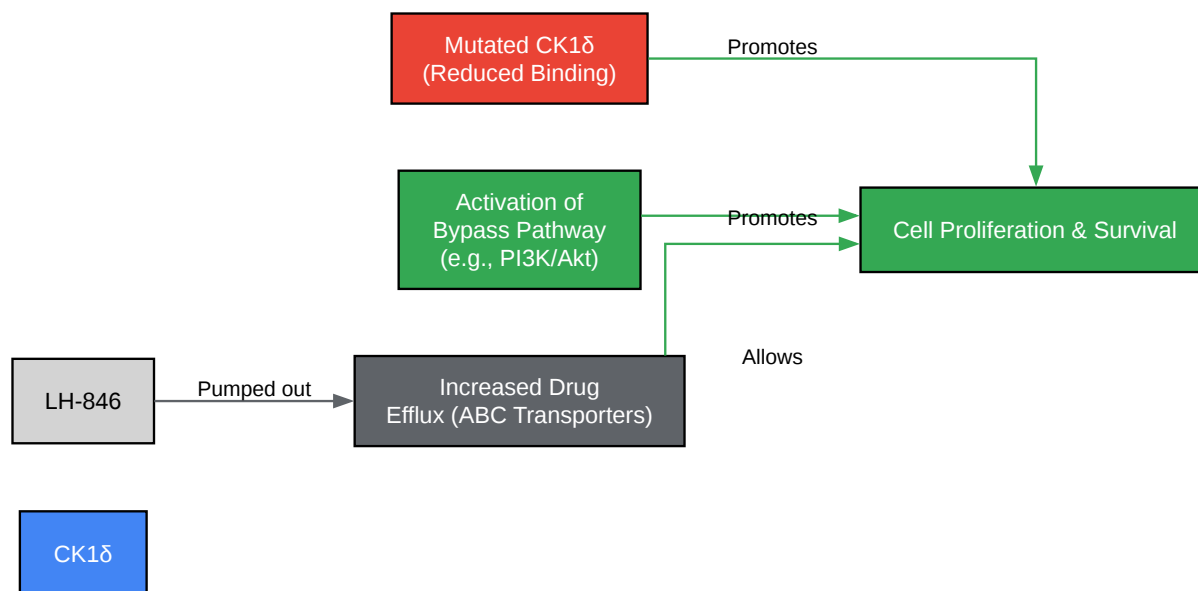 Mutated CK1δ
(Reduced Binding)
Promotes
Activation of
Bypass Pathway
(e.g., PI3K/Akt)
Promotes
Cell Proliferation & Survival
Allows
LH-846
Pumped out
Increased Drug
Efflux (ABC Transporters)
CK1δ